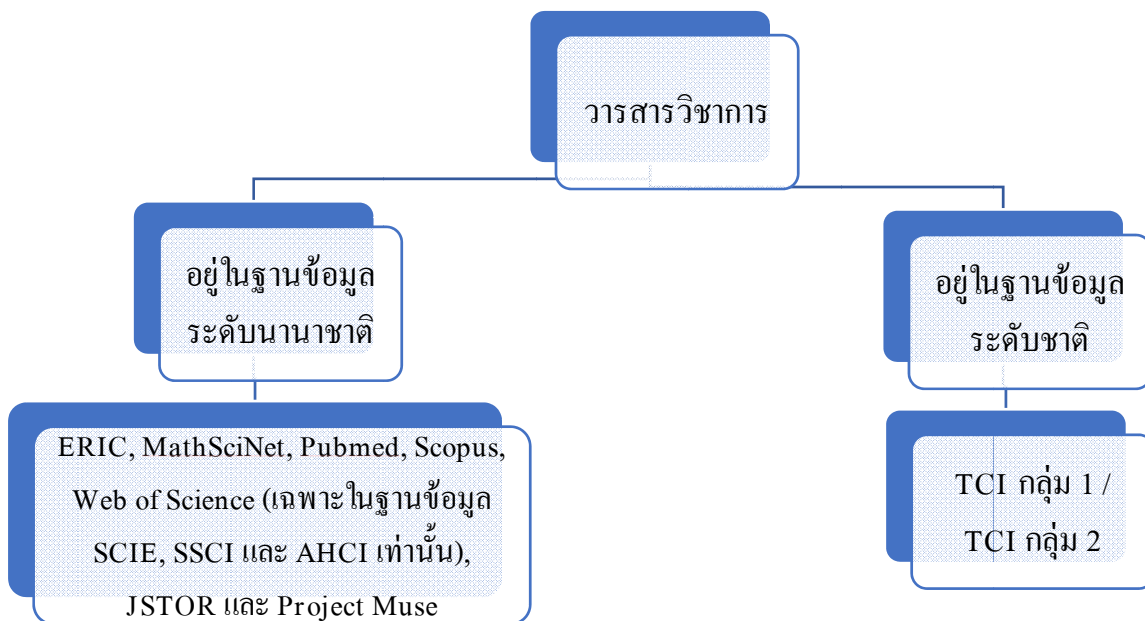 วารสารวิชาการ
อยู่ในฐานข้อมูล
ระดับนานาชาติ
อยู่ในฐานข้อมูล
ระดับชาติ
ERIC, MathSciNet, Pubmed, Scopus,
Web of Science (เฉพาะในฐานข้อมูล
SCIE, SSCI และ AHCI เท่านั้น),
JSTOR และ Project Muse
TCI กลุ่ม 1 /
TCI กลุ่ม 2